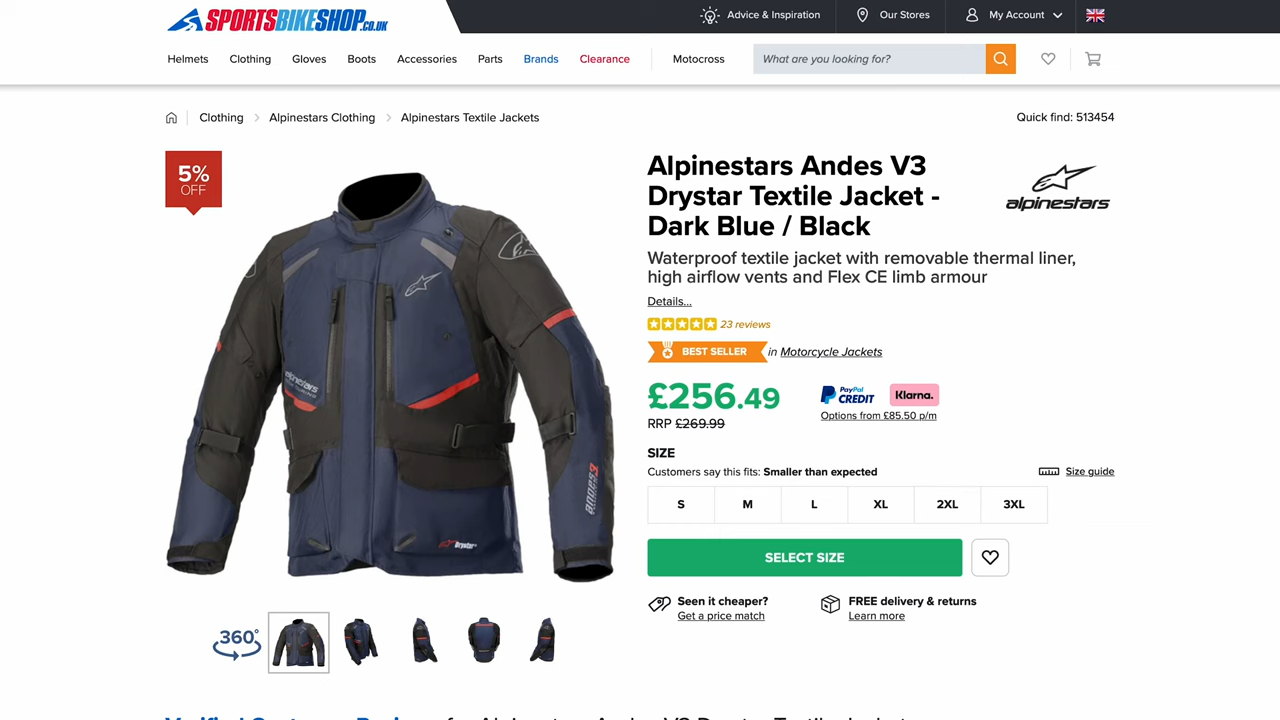 SPORTSBIKESHOP.CO.UK
Advice & Inspiration
Our Stores
My Account
Helmets
Clothing
Gloves
Boots
Accessories
Parts
Brands
Clearance
Motocross
What are you looking for?
Clothing
Alpinestars Clothing
Alpinestars Textile Jackets
Quick find: 513454
5%
OFF
Alpinestars Andes V3
Drystar Textile Jacket -
Dark Blue / Black
alpinestars
Waterproof textile jacket with removable thermal liner,
high airflow vents and Flex CE limb armour
Details...
23 reviews
BEST SELLER
in Motorcycle Jackets
£256.49
PayPal
CREDIT
Klarna.
Options from £85.50 p/m
RRP £269.99
SIZE
Customers say this fits: Smaller than expected
Size guide
S
M
L
XL
2XL
3XL
SELECT SIZE
Seen it cheaper?
Get a price match
FREE delivery & returns
Learn more
alpinestars
andes
Drystar
360°